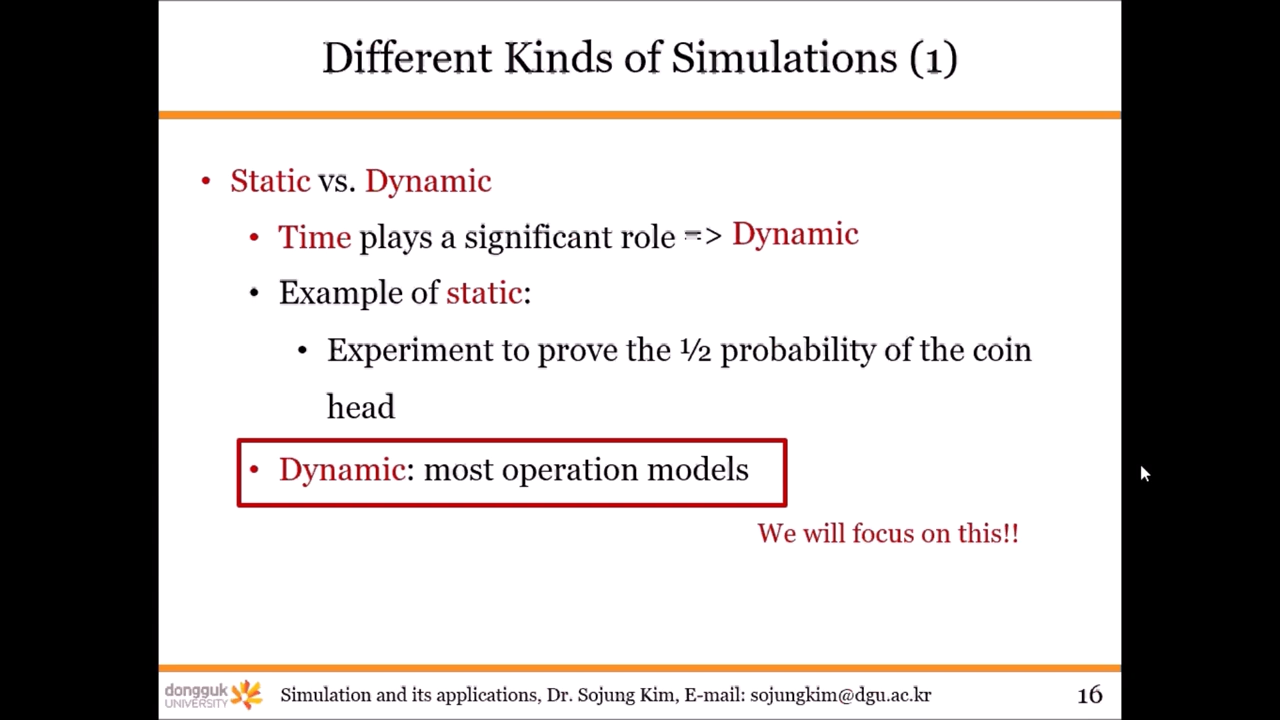 Different Kinds of Simulations (1)
• Static vs. Dynamic
• Time plays a significant role => Dynamic
• Example of static:
• Experiment to prove the ½ probability of the coin
head
• Dynamic: most operation models
We will focus on this!!
dongguk
UNIVERSITY
Simulation and its applications, Dr. Sojung Kim, E-mail: sojungkim@dgu.ac.kr
16